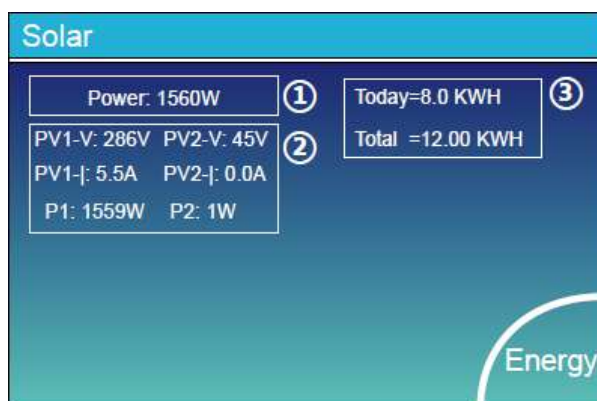 Solar
Power: 1560W ①
PV1-V: 286V PV2-V: 45V
PV1-|: 5.5A PV2-|: 0.0A
P1: 1559W P2: 1W
②
Today=8.0 KWH
Total =12.00 KWH
③
Energy